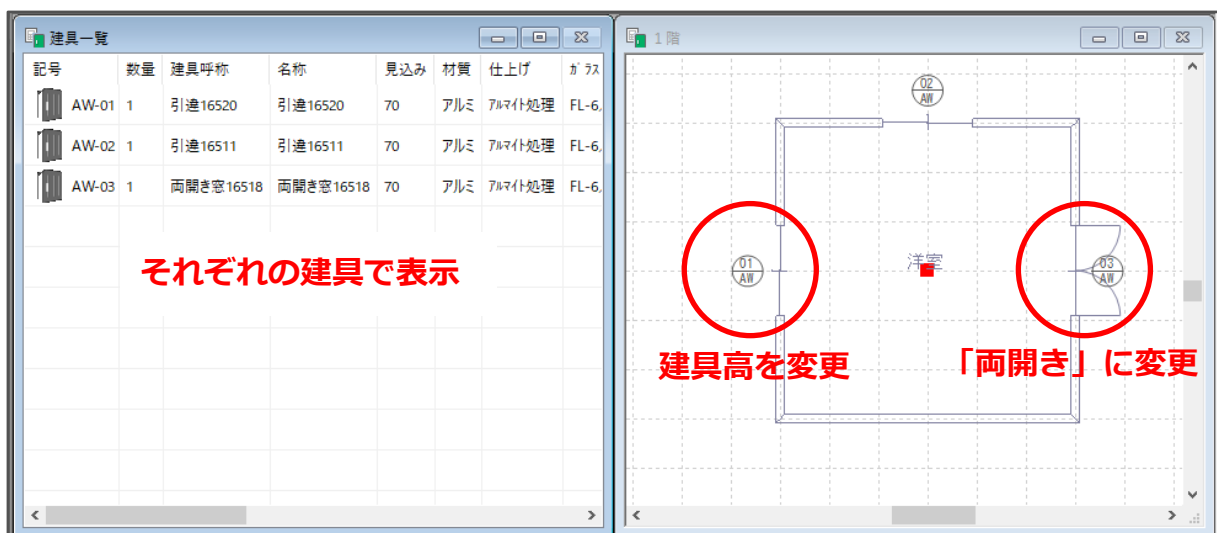 建具一覧
記号 数量 建具呼称 名称 見込み 材質 仕上げ ｶﾞﾗｽ
AW-01 1 引違16520 引違16520 70 アルミ ｱﾙﾏｲﾄ処理 FL-6,
AW-02 1 引違16511 引違16511 70 アルミ ｱﾙﾏｲﾄ処理 FL-6,
AW-03 1 両開き窓16518 両開き窓16518 70 アルミ ｱﾙﾏｲﾄ処理 FL-6,
それぞれの建具で表示
1階
02
AW
01
AW
洋室
03
AW
建具高を変更
「両開き」に変更